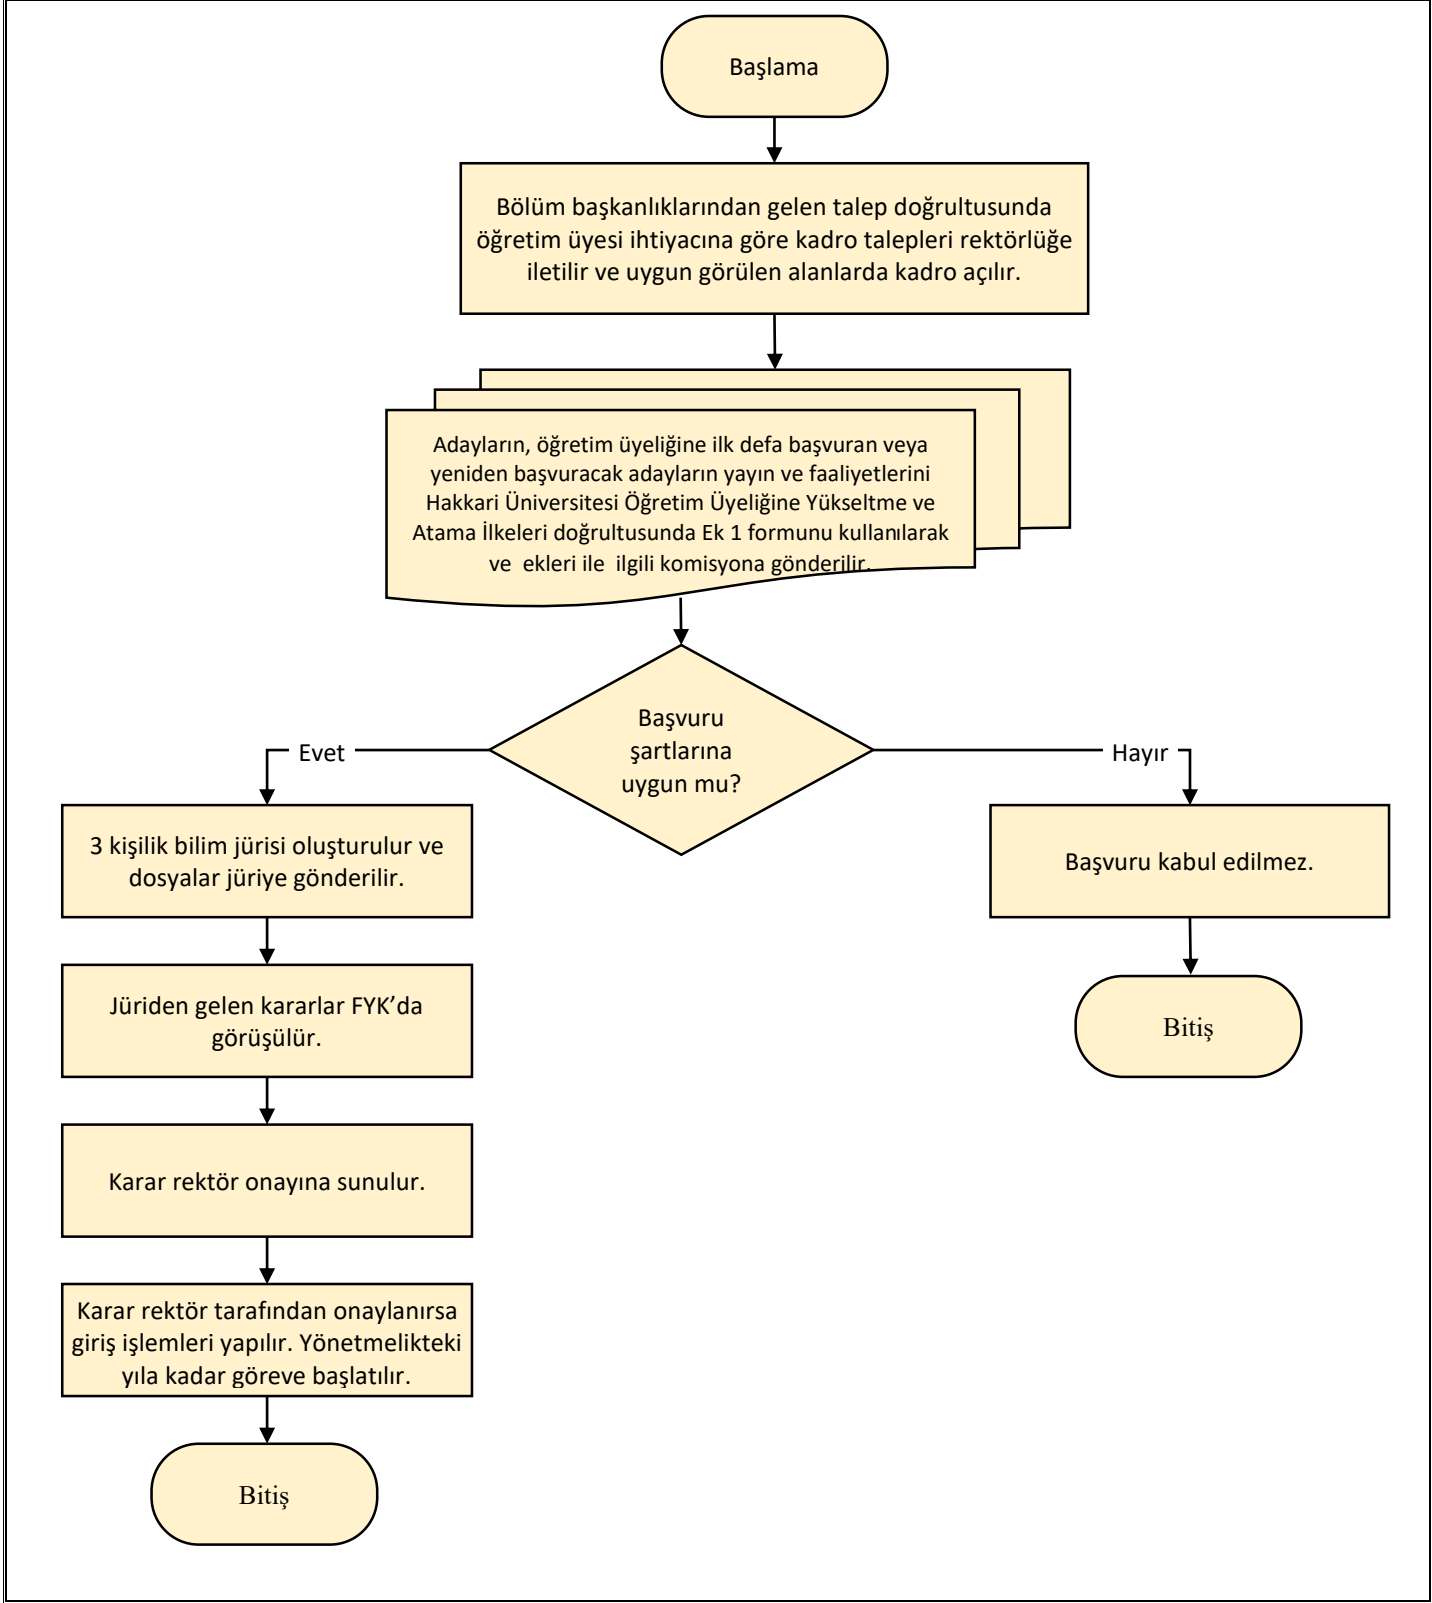 Başlama
Bölüm başkanlıklarından gelen talep doğrultusunda
öğretim üyesi ihtiyacına göre kadro talepleri rektörlüğe
iletilir ve uygun görülen alanlarda kadro açılır.
Adayların, öğretim üyeliğine ilk defa başvuran veya
yeniden başvuracak adayların yayın ve faaliyetlerini
Hakkari Üniversitesi Öğretim Üyeliğine Yükseltme ve
Atama İlkeleri doğrultusunda Ek 1 formunu kullanılarak
ve ekleri ile ilgili komisyona gönderilir.
Başvuru
şartlarına
uygun mu?
Evet
Hayır
3 kişilik bilim jürisi oluşturulur ve
dosyalar jüriye gönderilir.
Başvuru kabul edilmez.
Jüriden gelen kararlar FYK’da
görüşülür.
Bitiş
Karar rektör onayına sunulur.
Karar rektör tarafından onaylanırsa
giriş işlemleri yapılır. Yönetmelikteki
yıla kadar göreve başlatılır.
Bitiş